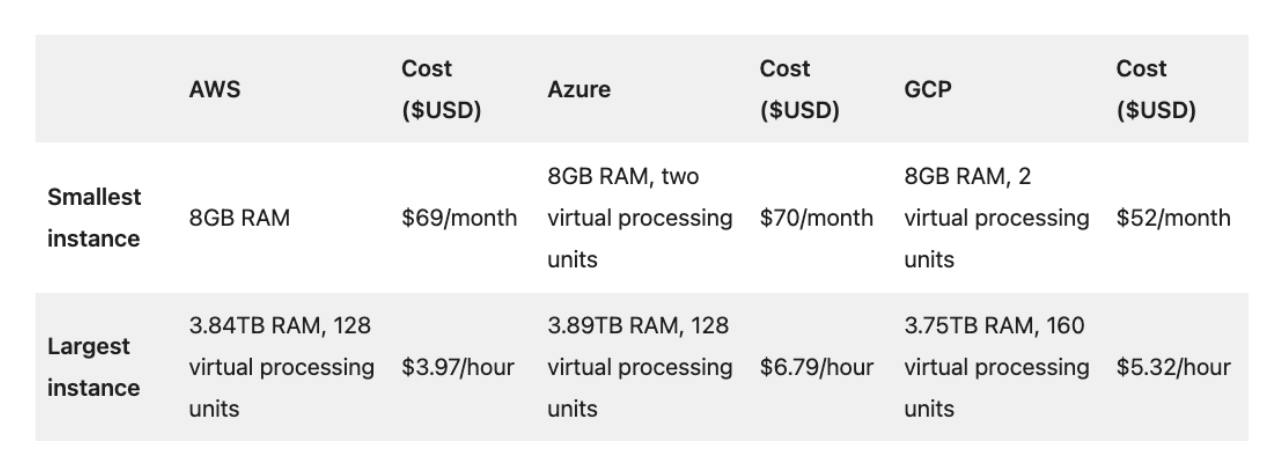 AWS
Cost
($USD)
Azure
Cost
($USD)
GCP
Cost
($USD)
Smallest
instance
8GB RAM
$69/month
8GB RAM, two
virtual processing
units
$70/month
8GB RAM, 2
virtual processing
units
$52/month
Largest
instance
3.84TB RAM, 128
virtual processing
units
$3.97/hour
3.89TB RAM, 128
virtual processing
units
$6.79/hour
3.75TB RAM, 160
virtual processing
units
$5.32/hour